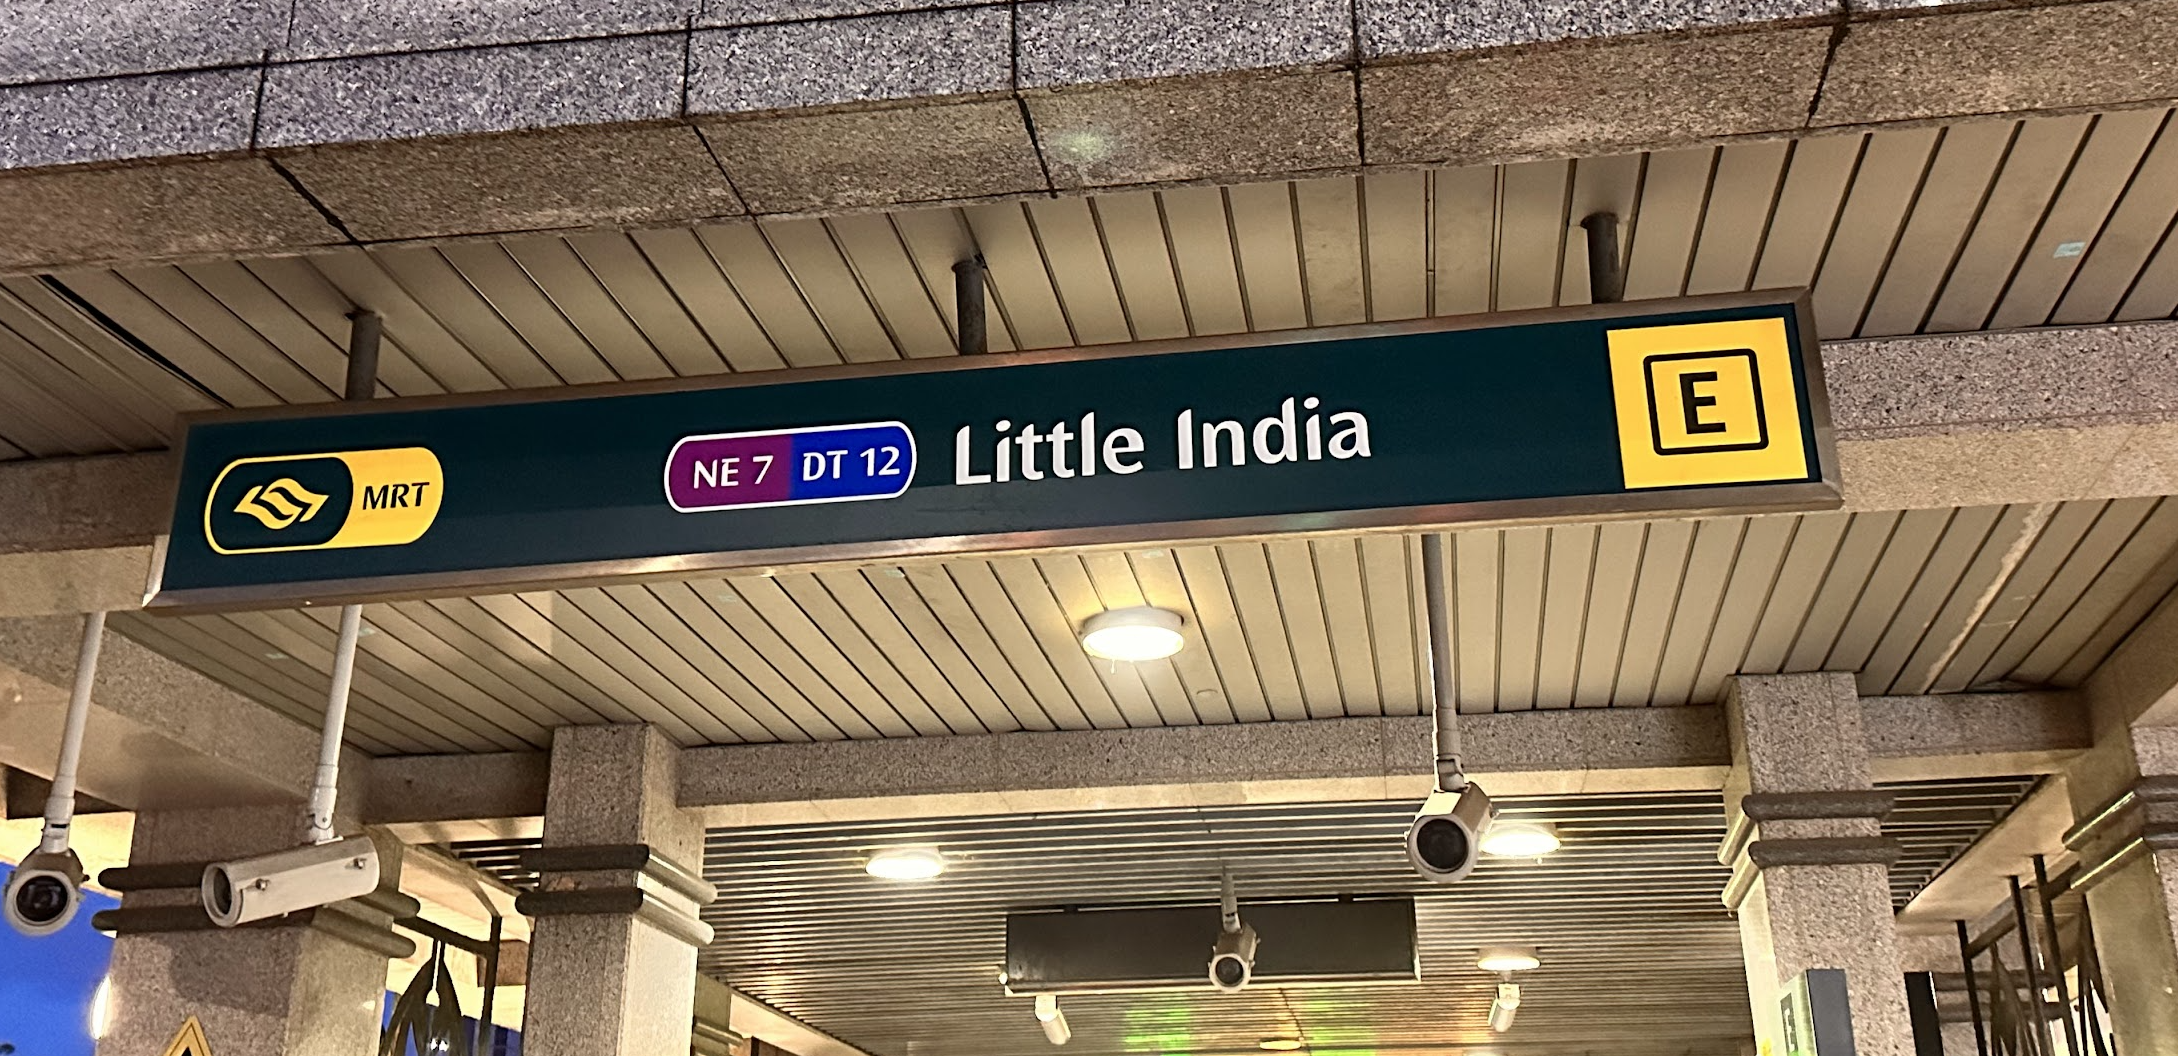 MRT NE 7 DT 12 Little India E